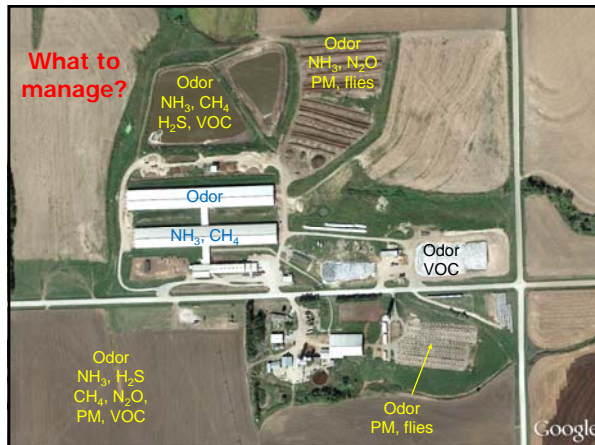 What to
manage?
Odor
NH₃, CH₄
H₂S, VOC
Odor
NH₃, N₂O
PM, flies
Odor
NH₃, CH₄
Odor
VOC
Odor
NH₃, H₂S
CH₄, N₂O,
PM, VOC
Odor
PM, flies
Google